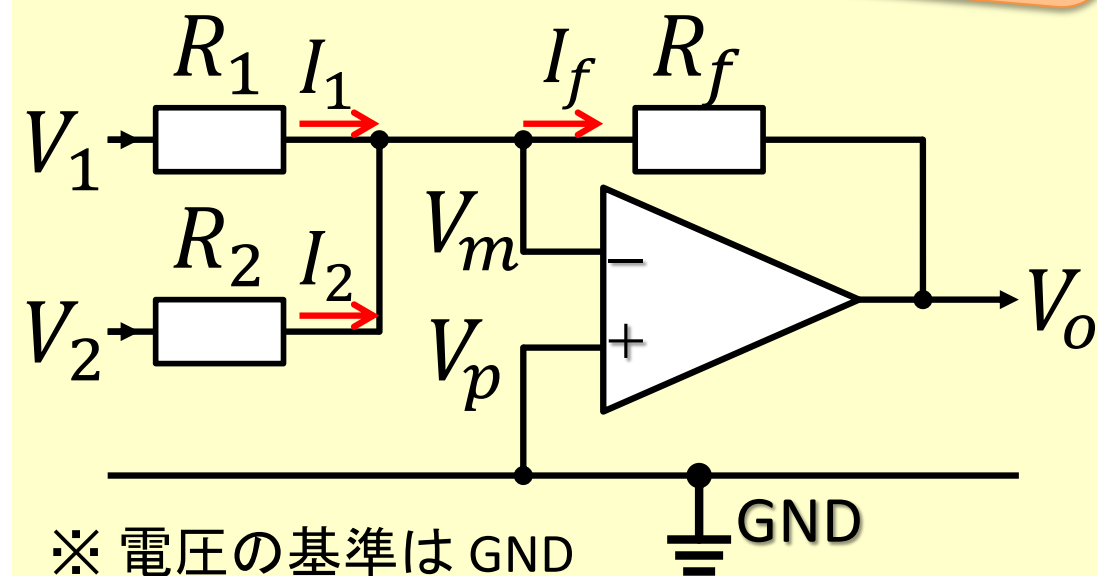 R1 I1 If Rf
V1
R2 I2 Vm −
V2 Vp + Vo
GND
※ 電圧の基準は GND